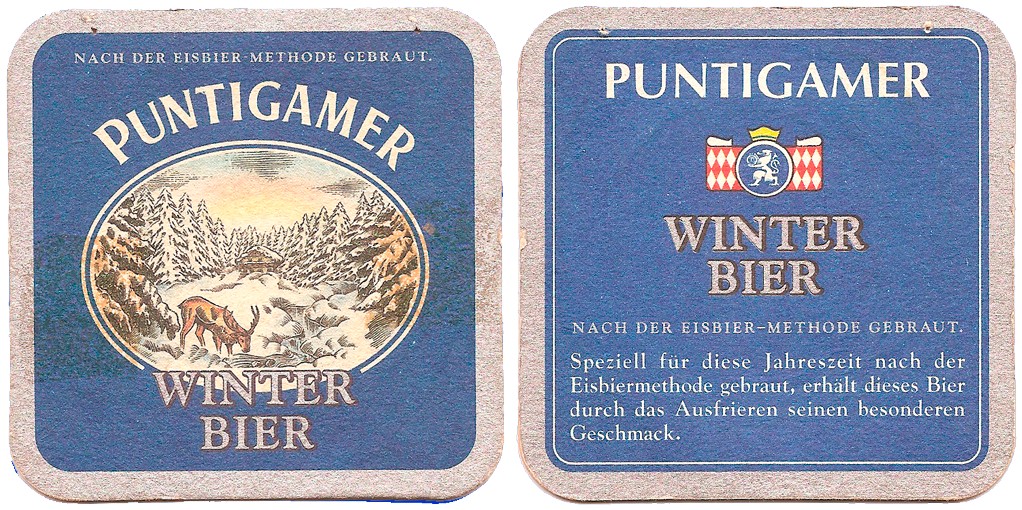 NACH DER EISBIER-METHODE GEBRAUT.
PUNTIGAMER
WINTER
BIER
PUNTIGAMER
WINTER
BIER
NACH DER EISBIER-METHODE GEBRAUT.
Speziell für diese Jahreszeit nach der
Eisbiermethode gebraut, erhält dieses Bier
durch das Ausfrieren seinen besonderen
Geschmack.